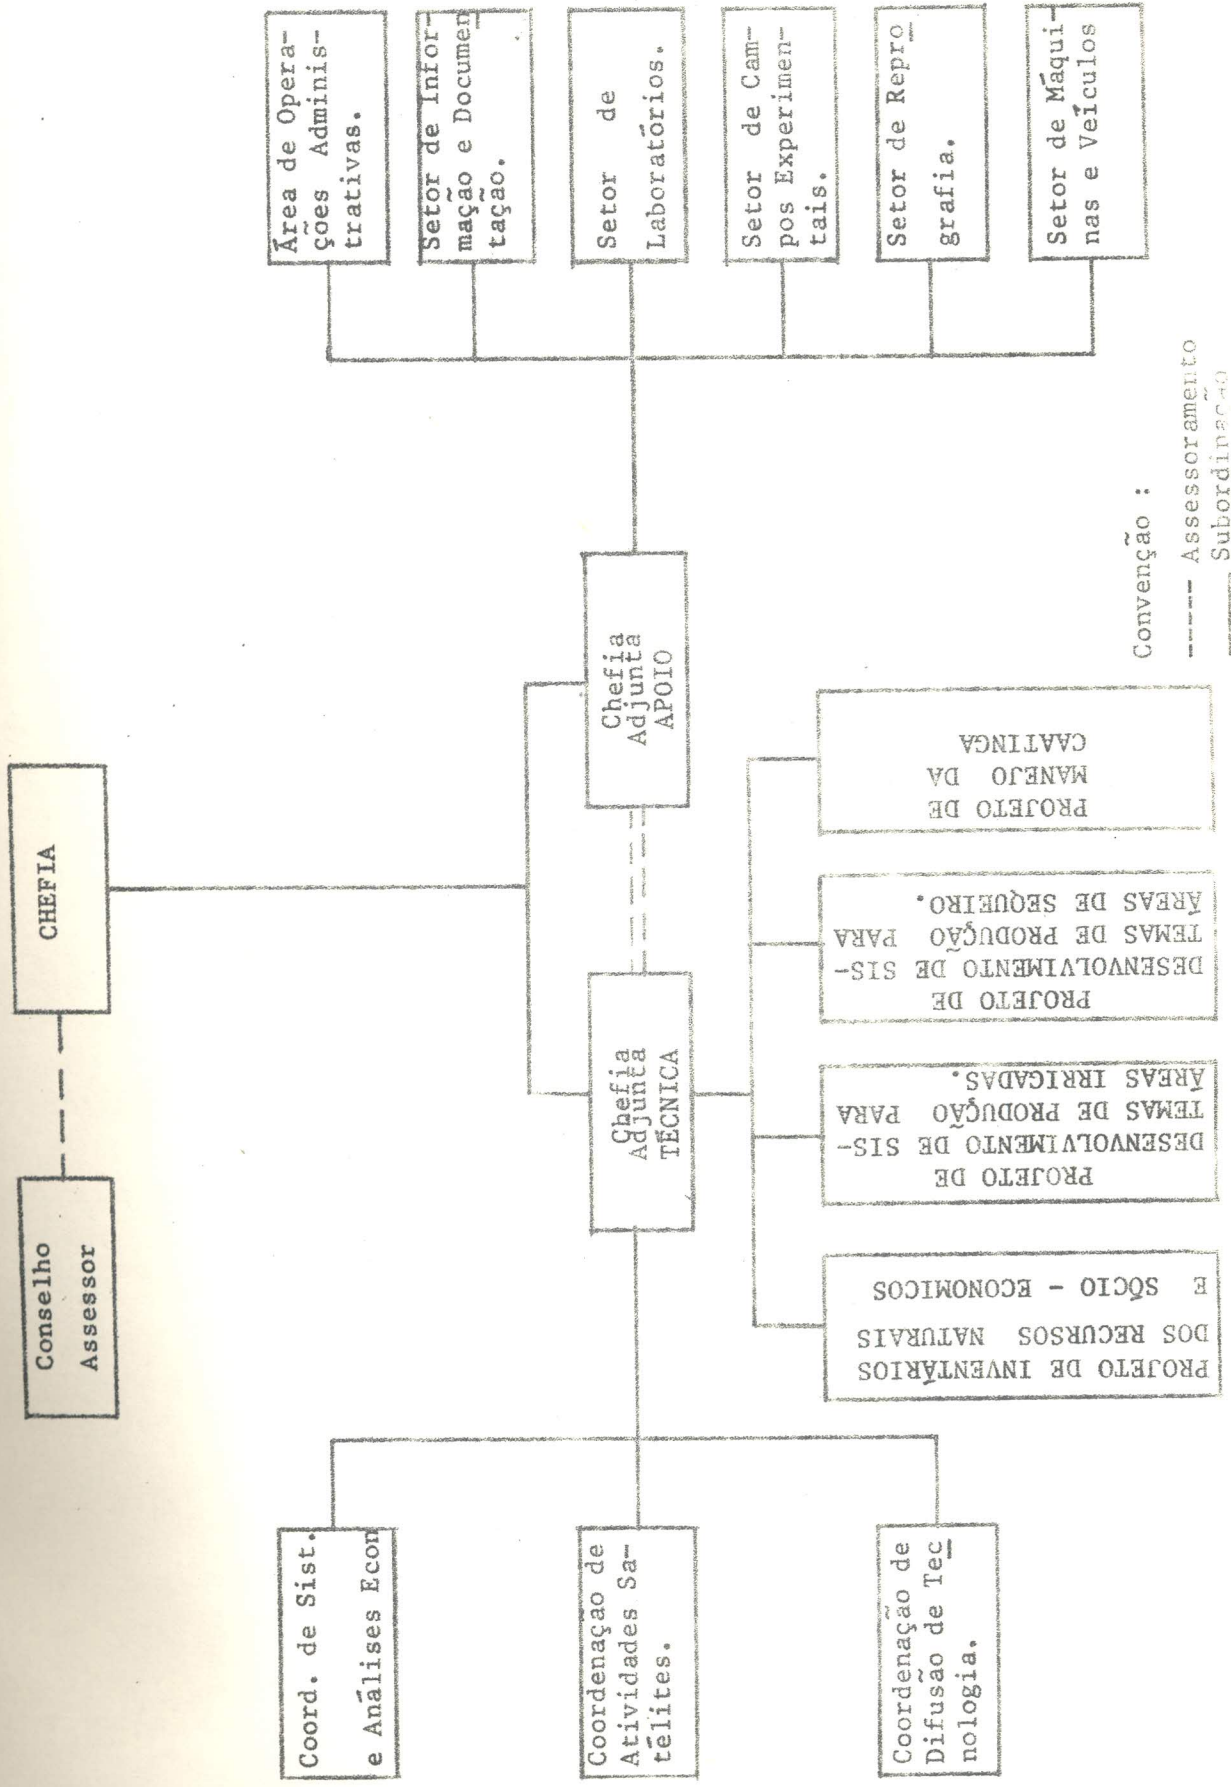 Conselho
Assessor
CHEFIA
Chefia
Adjunta
TÉCNICA
Chefia
Adjunta
APOIO
Coord. de Sist.
e Análises Econ
Coordenaçao de
Atividades Sa-
télites.
Coordenação de
Difusão de Tec
nologia.
PROJETO DE INVENTÁRIOS
DOS RECURSOS NATURAIS
E SÓCIO - ECONOMICOS
PROJETO DE
DESENVOLVIMENTO DE SIS-
TEMAS DE PRODUÇÃO PARA
ÁREAS IRRIGADAS.
PROJETO DE
DESENVOLVIMENTO DE SIS-
TEMAS DE PRODUÇÃO PARA
ÁREAS DE SEQUEIRO.
PROJETO DE
MANEJO DA
CAATINGA
Área de Opera-
ções Adminis-
trativas.
Setor de Infor-
mação e Documen
tação.
Setor de
Laboratórios.
Setor de Cam-
pos Experimen-
tais.
Setor de Repro
grafia.
Setor de Máqui-
nas e Veículos
Convenção :
----- Assessoramento
Subordinação